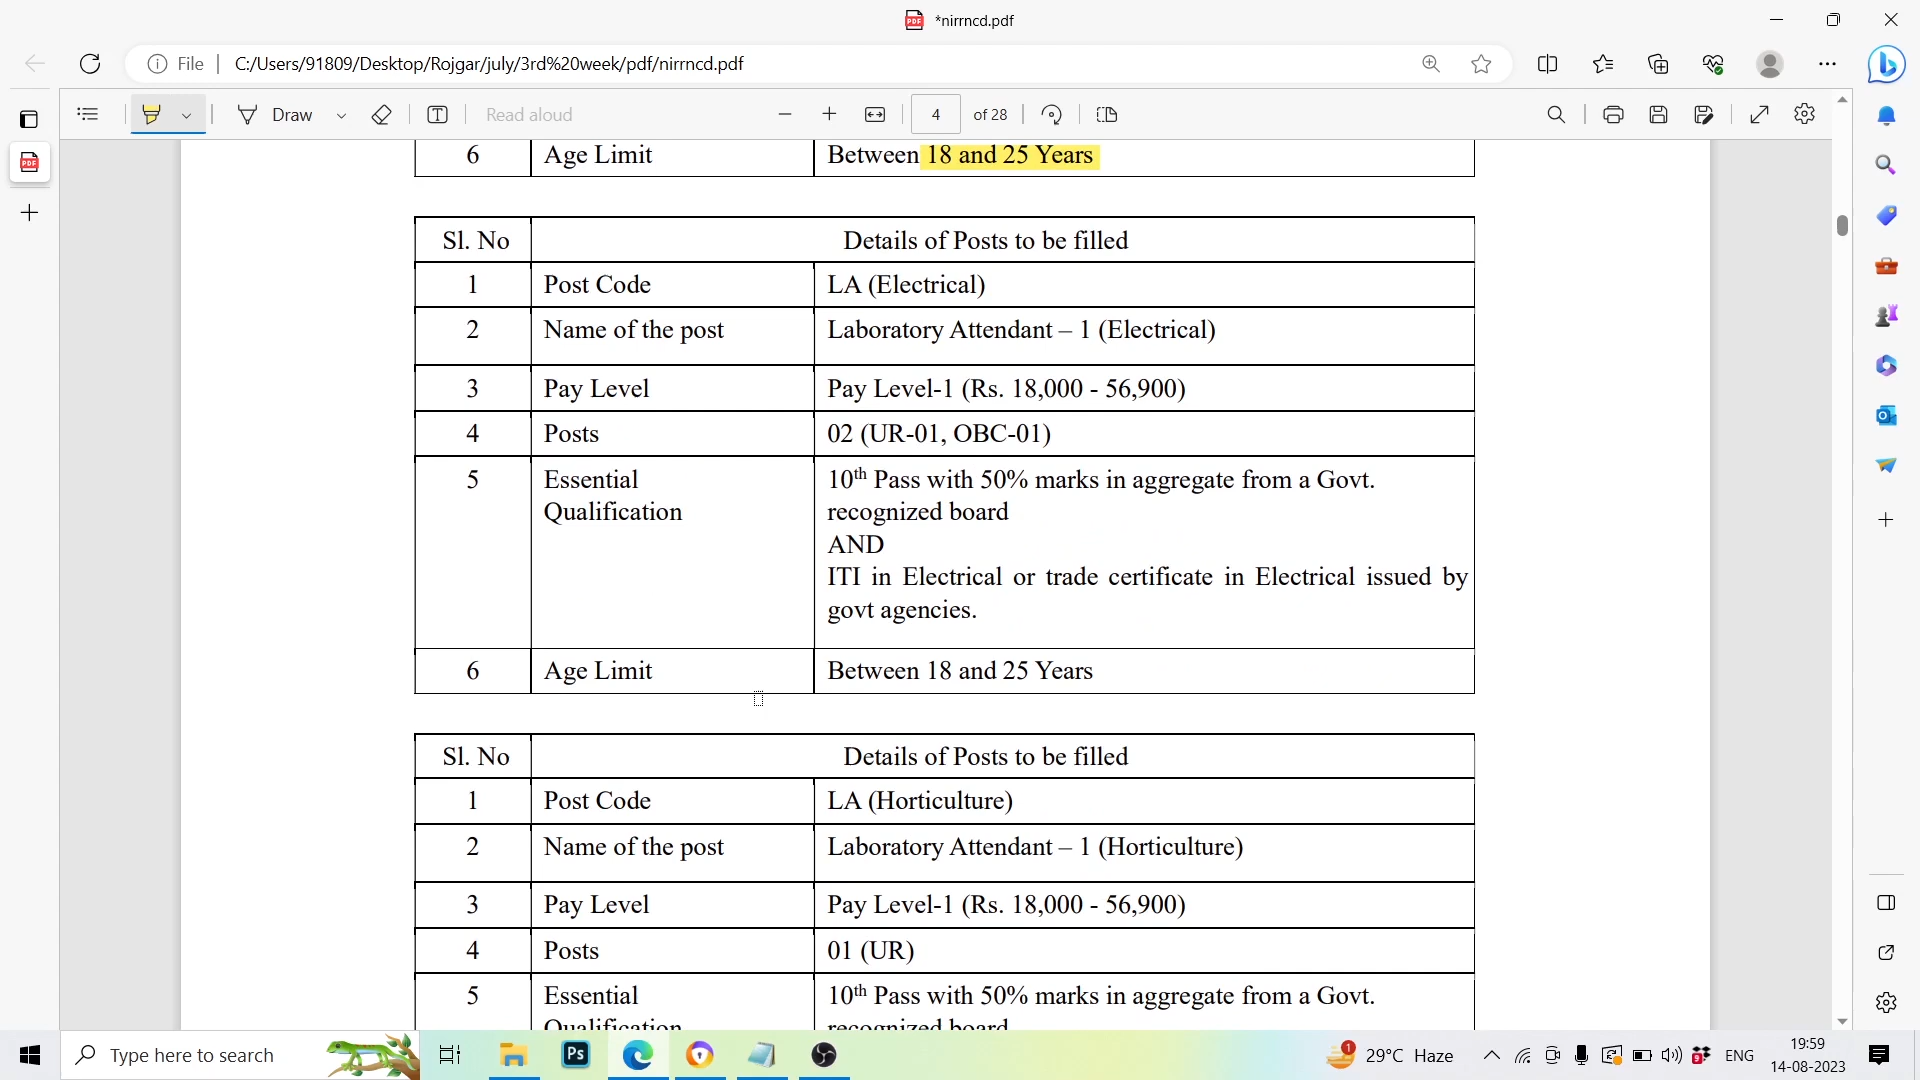 *nirrncd.pdf
File
C:/Users/91809/Desktop/Rojgar/july/3rd%20week/pdf/nirrncd.pdf
Draw
Read aloud
4 of 28
6 Age Limit Between 18 and 25 Years
Sl. No Details of Posts to be filled
1 Post Code LA (Electrical)
2 Name of the post Laboratory Attendant – 1 (Electrical)
3 Pay Level Pay Level-1 (Rs. 18,000 - 56,900)
4 Posts 02 (UR-01, OBC-01)
5 Essential 10th Pass with 50% marks in aggregate from a Govt.
Qualification recognized board
AND
ITI in Electrical or trade certificate in Electrical issued by
govt agencies.
6 Age Limit Between 18 and 25 Years
Sl. No Details of Posts to be filled
1 Post Code LA (Horticulture)
2 Name of the post Laboratory Attendant – 1 (Horticulture)
3 Pay Level Pay Level-1 (Rs. 18,000 - 56,900)
4 Posts 01 (UR)
5 Essential 10th Pass with 50% marks in aggregate from a Govt.
Qualification recognized board
Type here to search
Ps
1
29°C Haze
9
ENG
19:59
14-08-2023